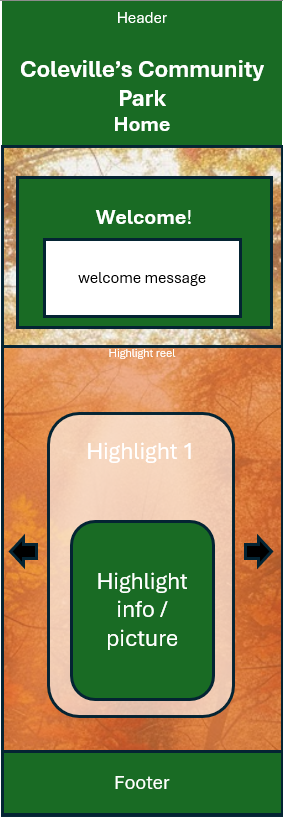 Header
Coleville’s Community
Park
Home
Welcome!
welcome message
Highlight reel
Highlight 1
Highlight
info /
picture
Footer